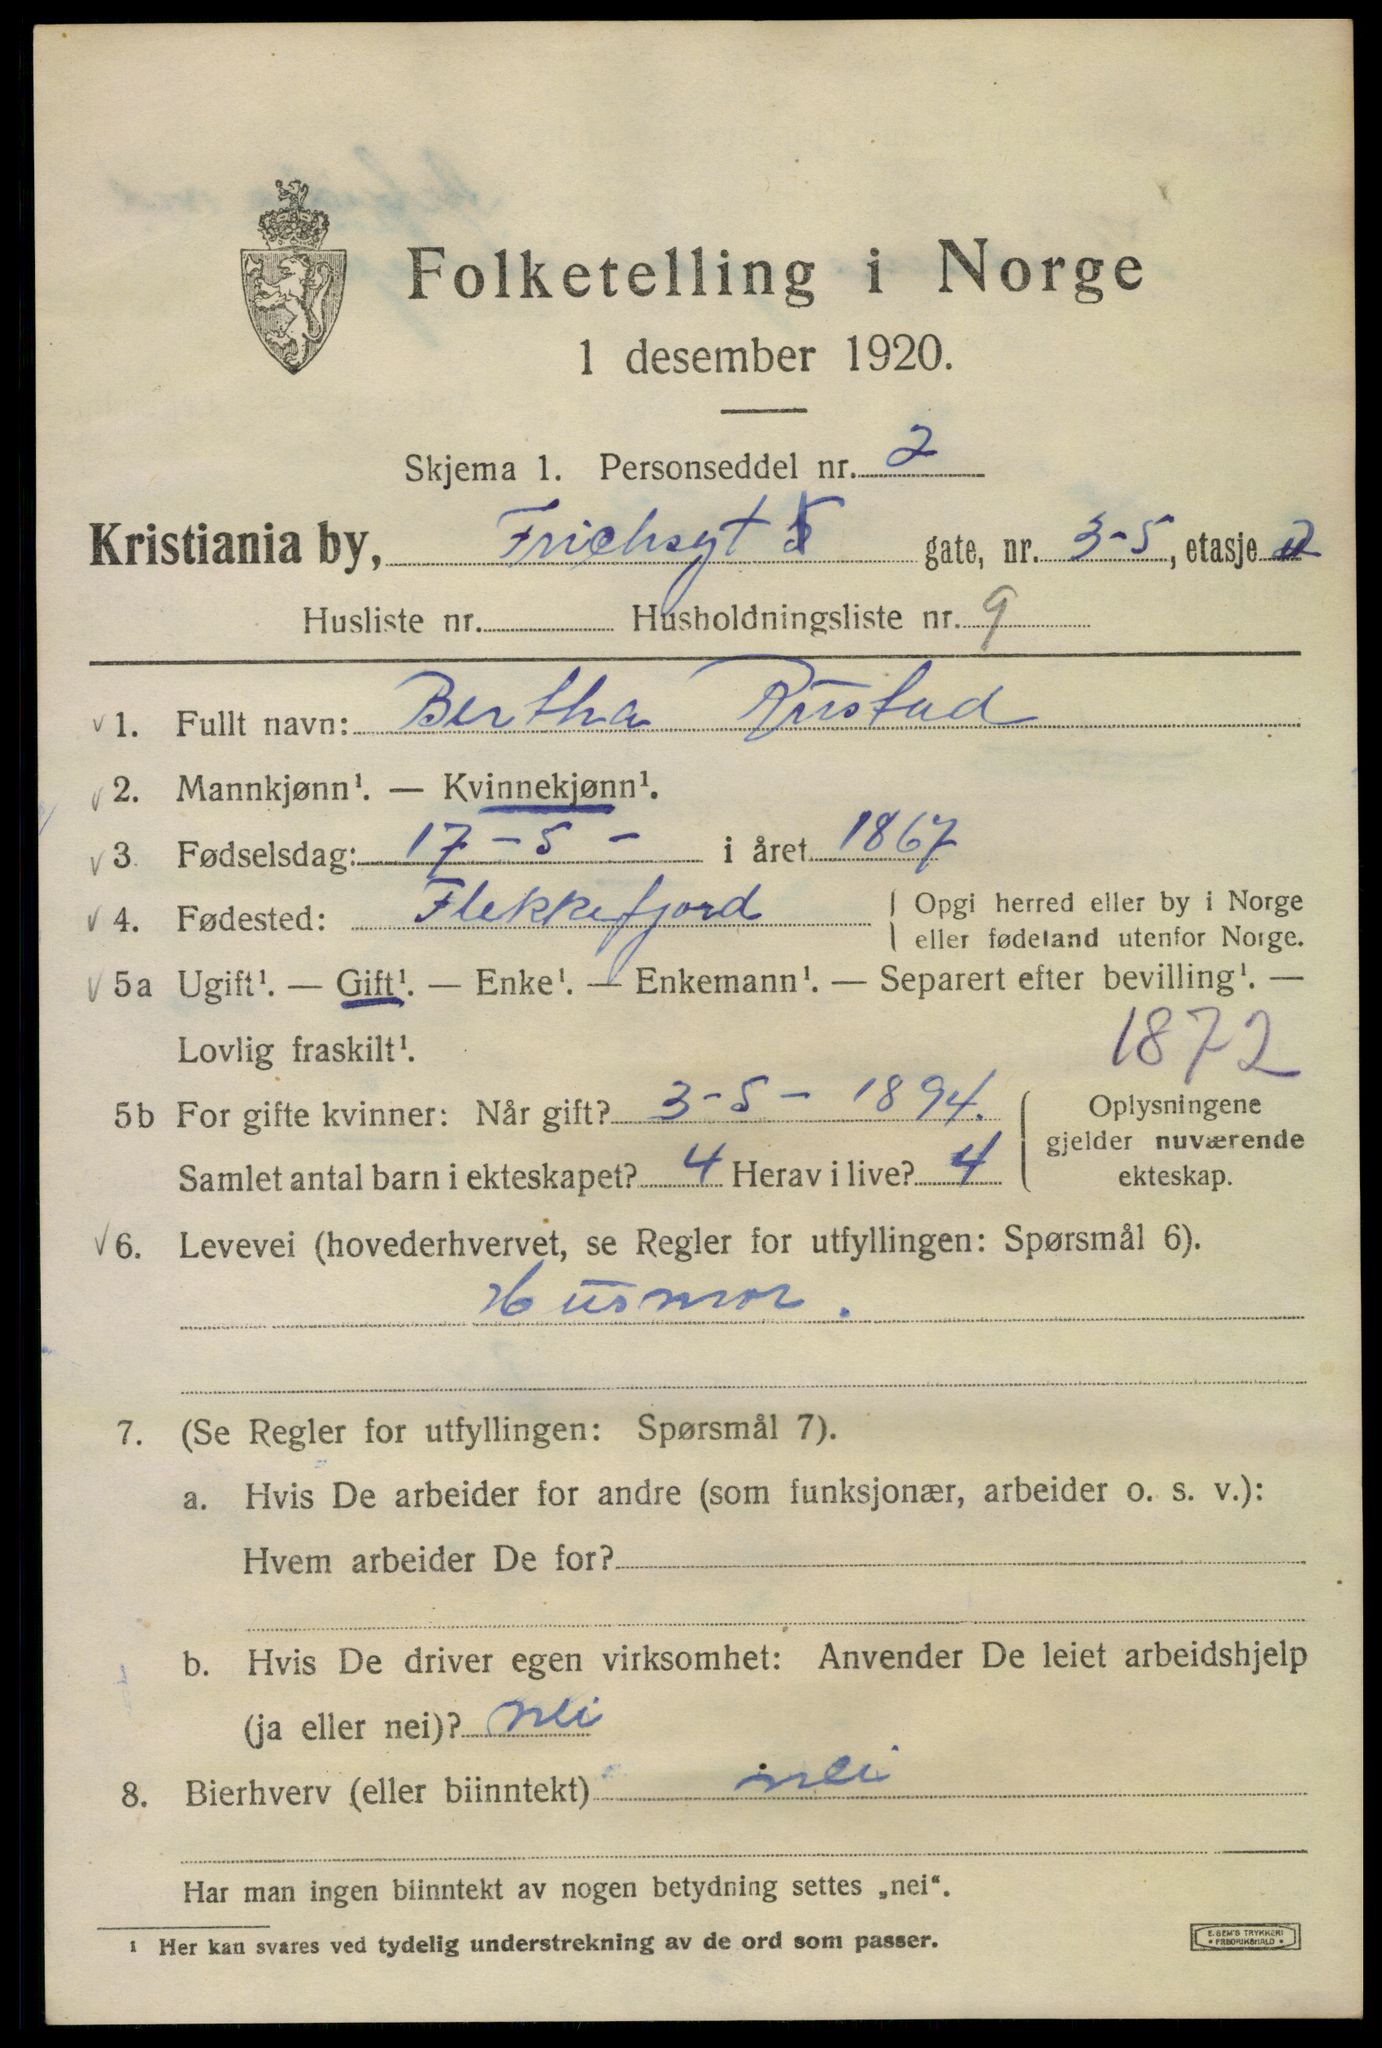 Folketelling i Norge
1 desember 1920.
Skjema 1. Personseddel nr. 2
Kristiania by, Frichsgt 5 gate, nr. 3-5, etasje
Husliste nr. Husholdningsliste nr. 9
1. Fullt navn: Bertha Rustad
2. Mannkjønn¹. — Kvinnekjønn¹.
3. Fødselsdag: 17-5- i året 1867
4. Fødested: Flekkefjord Opgi herred eller by i Norge
eller fødeland utenfor Norge.
5a Ugift¹. — Gift¹. — Enke¹. — Enkemann¹. — Separert efter bevilling¹. —
Lovlig fraskilt¹. 1872
5b For gifte kvinner: Når gift? 3-5-1894. Oplysningene
gjelder nuværende
Samlet antal barn i ekteskapet? 4 Herav i live? 4 ekteskap.
6. Levevei (hovederhvervet, se Regler for utfyllingen: Spørsmål 6).
Husmor.
7. (Se Regler for utfyllingen: Spørsmål 7).
a. Hvis De arbeider for andre (som funksjonær, arbeider o. s. v.):
Hvem arbeider De for?
b. Hvis De driver egen virksomhet: Anvender De leiet arbeidshjelp
(ja eller nei)? nei
8. Bierhverv (eller biinntekt) nei
Har man ingen biinntekt av nogen betydning settes „nei“.
¹ Her kan svares ved tydelig understrekning av de ord som passer.
E. SEM'S TRYKKERI
• FREDRIKSHALD •